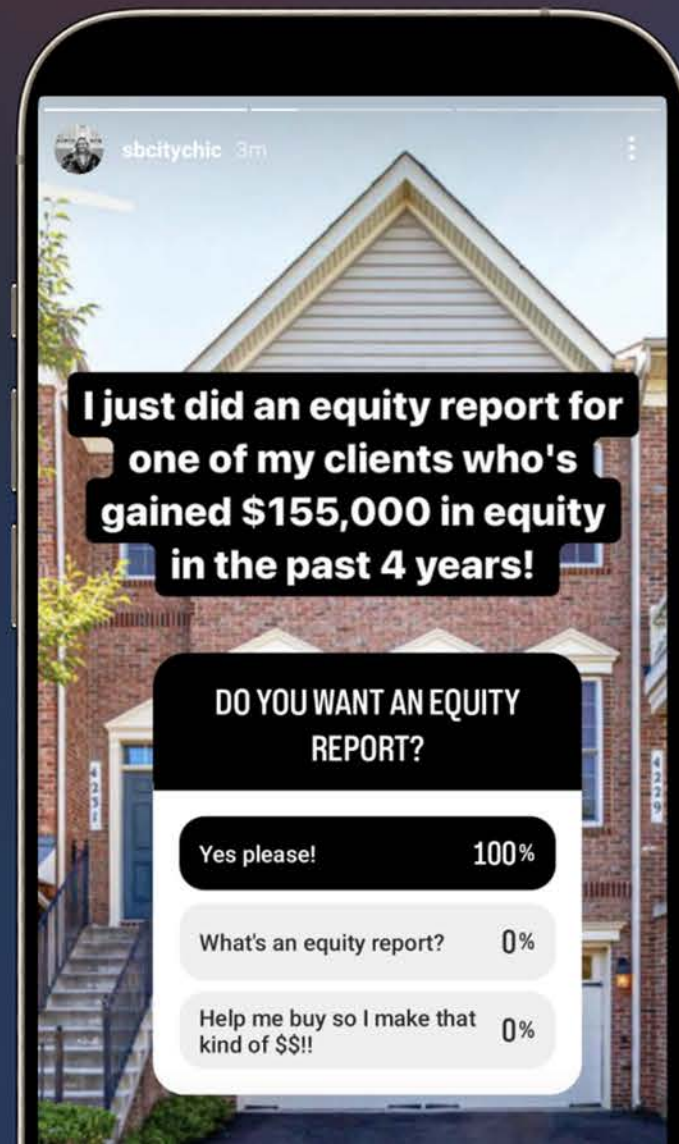 sbcitychic 3m
I just did an equity report for
one of my clients who's
gained $155,000 in equity
in the past 4 years!
DO YOU WANT AN EQUITY
REPORT?
Yes please! 100%
What's an equity report? 0%
Help me buy so I make that
kind of $$!! 0%
4231
4229